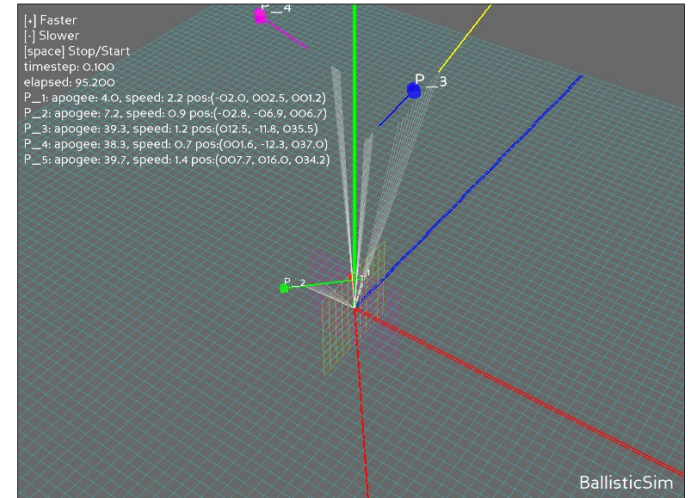 [+] Faster
[-] Slower
[space] Stop/Start
timestep: 0.100
elapsed: 95.200
P_1: apogee: 4.0, speed: 2.2 pos:(-02.0, 002.5, 001.2)
P_2: apogee: 7.2, speed: 0.9 pos:(-02.8, -06.9, 006.7)
P_3: apogee: 39.3, speed: 1.2 pos:(012.5, -11.8, 035.5)
P_4: apogee: 38.3, speed: 0.7 pos:(001.6, -12.3, 037.0)
P_5: apogee: 39.7, speed: 1.4 pos:(007.7, 016.0, 034.2)
P_4
P_3
P_2
BallisticSim